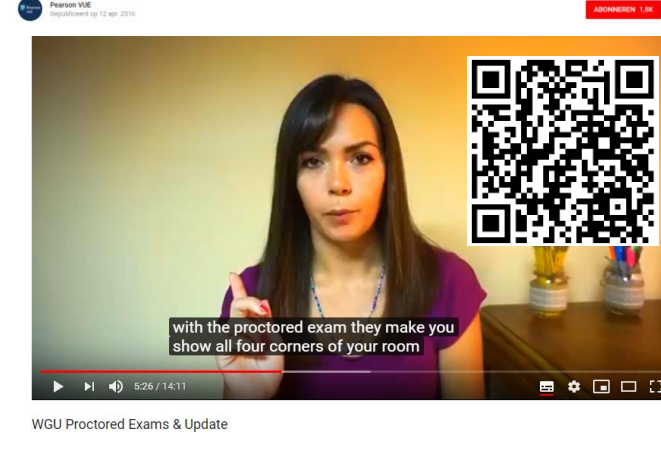 Pearson VUE
Gepubliceerd op 12 apr. 2016
ABONNEREN 1,8K
with the proctored exam they make you
show all four corners of your room
5:26 / 14:11
WGU Proctored Exams & Update